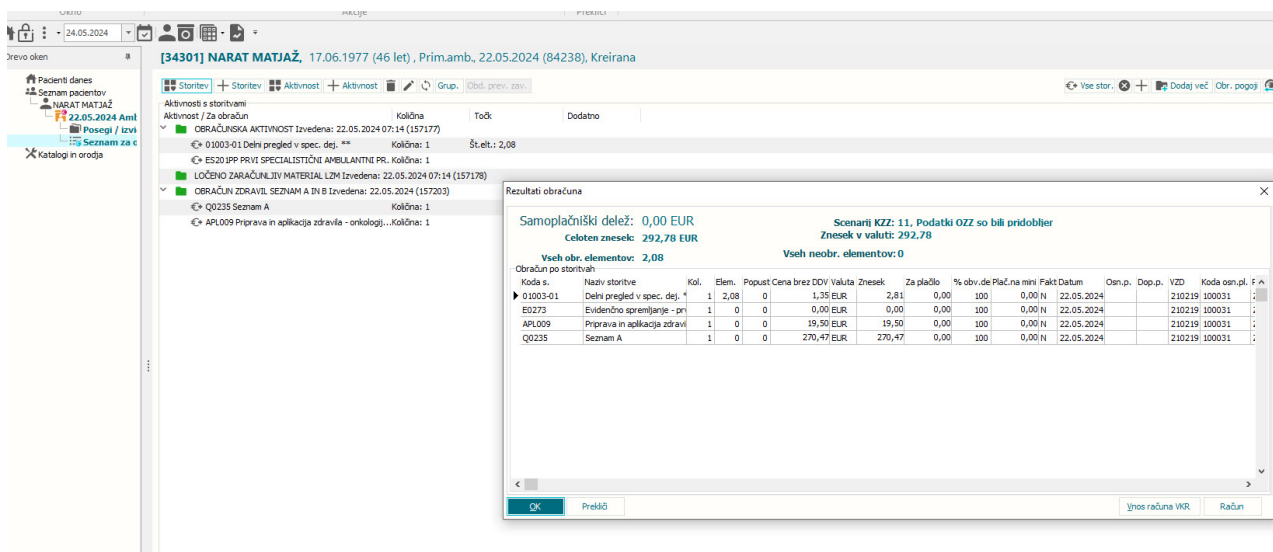 Okno Akcije Prekliči
24.05.2024
Drevo oken
Pacienti danes
Seznam pacientov
NARAT MATJAŽ
22.05.2024 Amb
Posegi / izvi
Seznam za o
Katalogi in orodja
[34301] NARAT MATJAŽ, 17.06.1977 (46 let) , Prim.amb., 22.05.2024 (84238), Kreirana
Storitev Storitev Aktivnost Aktivnost Grup. Obd. prev. zav. Vse stor. Dodaj več Obr. pogoji
Aktivnosti s storitvami
Aktivnost / Za obračun Količina Točk Dodatno
OBRAČUNSKA AKTIVNOST Izvedena: 22.05.2024 07:14 (157177)
01003-01 Delni pregled v spec. dej. ** Količina: 1 Št.elt.: 2,08
ES201PP PRVI SPECIALISTIČNI AMBULANTNI PR. Količina: 1
LOČENO ZARAČUNLJIV MATERIAL LZM Izvedena: 22.05.2024 07:14 (157178)
OBRAČUN ZDRAVIL SEZNAM A IN B Izvedena: 22.05.2024 (157203)
Q0235 Seznam A Količina: 1
APL009 Priprava in aplikacija zdravila - onkologij...Količina: 1
Rezultati obračuna
Samoplačniški delež: 0,00 EUR Scenarij KZZ: 11, Podatki OZZ so bili pridobljer
Celoten znesek: 292,78 EUR Znesek v valuti: 292,78
Vseh obr. elementov: 2,08 Vseh neobr. elementov: 0
Obračun po storitvah
Koda s. Naziv storitve Kol. Elem. Popust Cena brez DDV Valuta Znesek Za plačilo % obv.de Plač.na mini Fakt Datum Osn.p. Dop.p. VZD Koda osn.pl.
01003-01 Delni pregled v spec. dej. * 1 2,08 0 1,35 EUR 2,81 0,00 100 0,00 N 22.05.2024 210219 100031
E0273 Evidenčno spremljanje - prv 1 0 0 0,00 EUR 0,00 0,00 100 0,00 N 22.05.2024 210219 100031
APL009 Priprava in aplikacija zdravi 1 0 0 19,50 EUR 19,50 0,00 100 0,00 N 22.05.2024 210219 100031
Q0235 Seznam A 1 0 0 270,47 EUR 270,47 0,00 100 0,00 N 22.05.2024 210219 100031
OK Prekliči Vnos računa VKR Račun